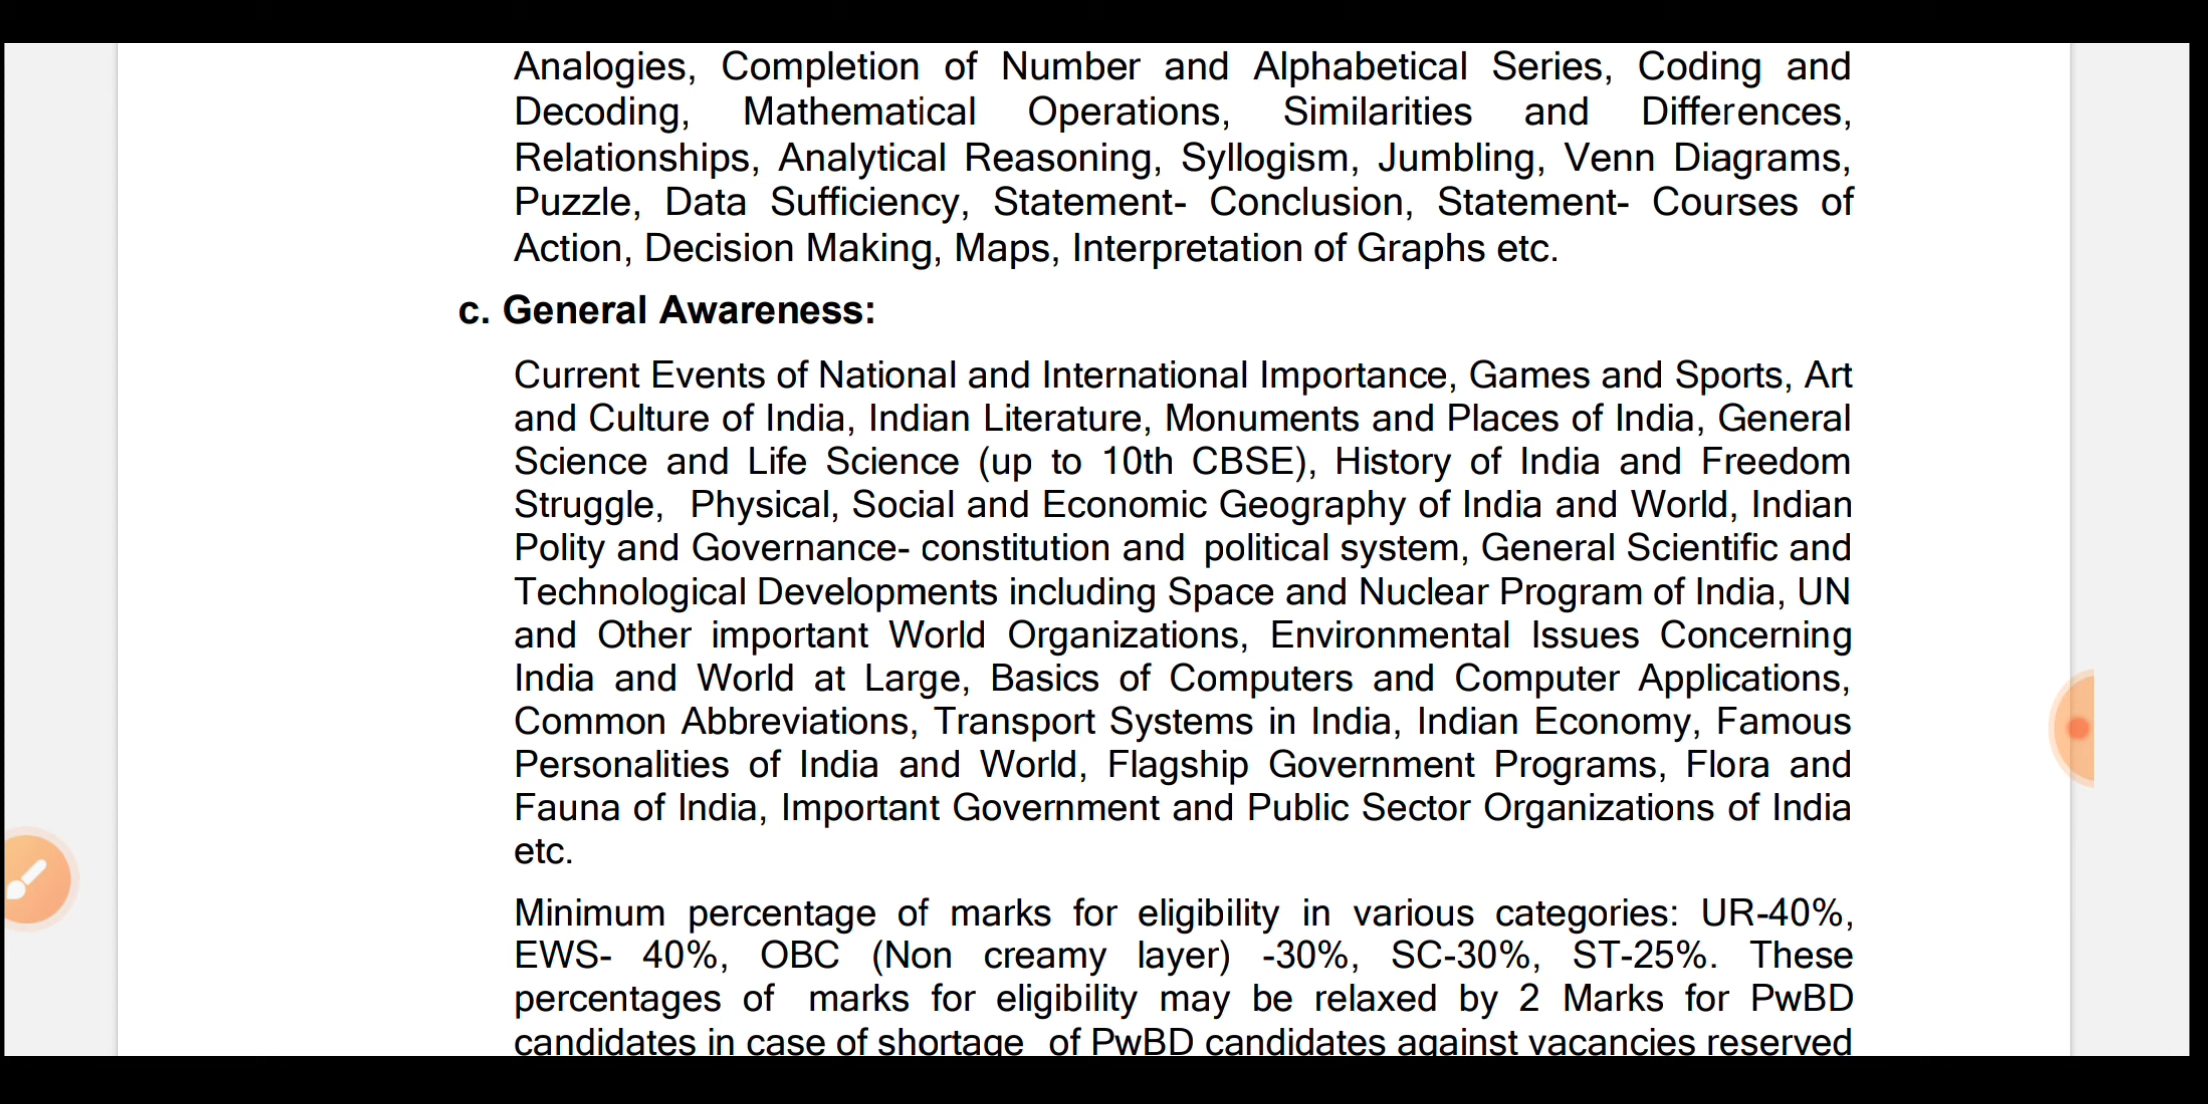 Analogies, Completion of Number and Alphabetical Series, Coding and
Decoding, Mathematical Operations, Similarities and Differences,
Relationships, Analytical Reasoning, Syllogism, Jumbling, Venn Diagrams,
Puzzle, Data Sufficiency, Statement- Conclusion, Statement- Courses of
Action, Decision Making, Maps, Interpretation of Graphs etc.
c. General Awareness:
Current Events of National and International Importance, Games and Sports, Art
and Culture of India, Indian Literature, Monuments and Places of India, General
Science and Life Science (up to 10th CBSE), History of India and Freedom
Struggle, Physical, Social and Economic Geography of India and World, Indian
Polity and Governance- constitution and political system, General Scientific and
Technological Developments including Space and Nuclear Program of India, UN
and Other important World Organizations, Environmental Issues Concerning
India and World at Large, Basics of Computers and Computer Applications,
Common Abbreviations, Transport Systems in India, Indian Economy, Famous
Personalities of India and World, Flagship Government Programs, Flora and
Fauna of India, Important Government and Public Sector Organizations of India
etc.
Minimum percentage of marks for eligibility in various categories: UR-40%,
EWS- 40%, OBC (Non creamy layer) -30%, SC-30%, ST-25%. These
percentages of marks for eligibility may be relaxed by 2 Marks for PwBD
candidates in case of shortage of PwBD candidates against vacancies reserved